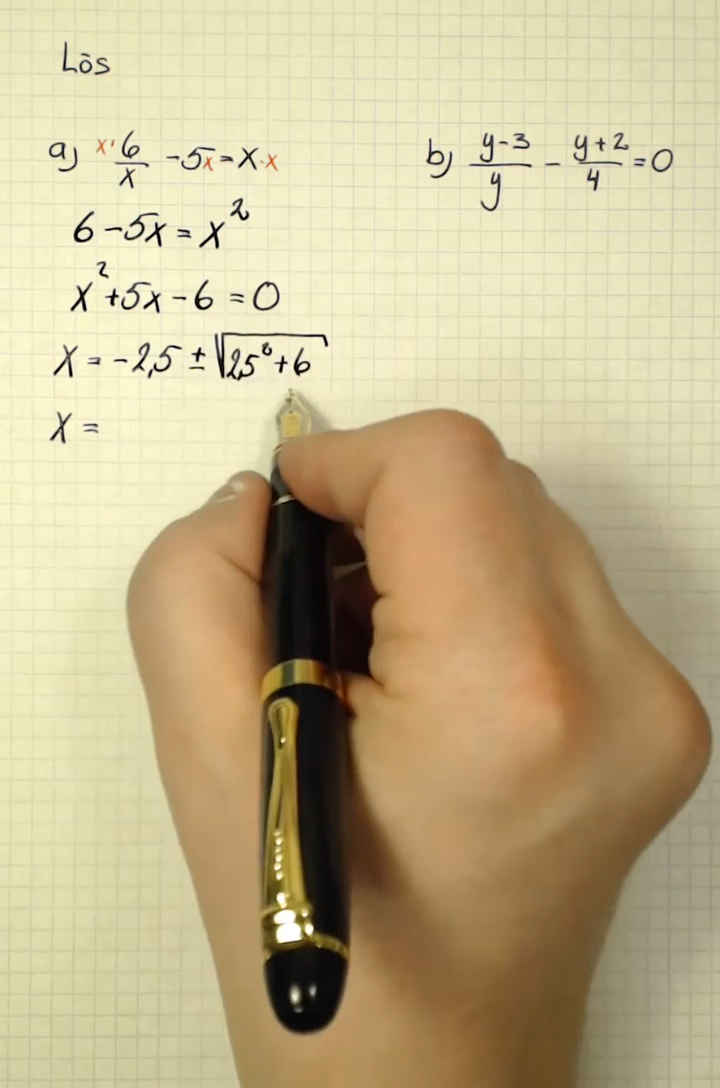 Lös
a) x· 6/x - 5x = x·x
b) (y-3)/y - (y+2)/4 = 0
6 - 5x = x²
x² + 5x - 6 = 0
x = -2,5 ± √(2,5² + 6)
x =